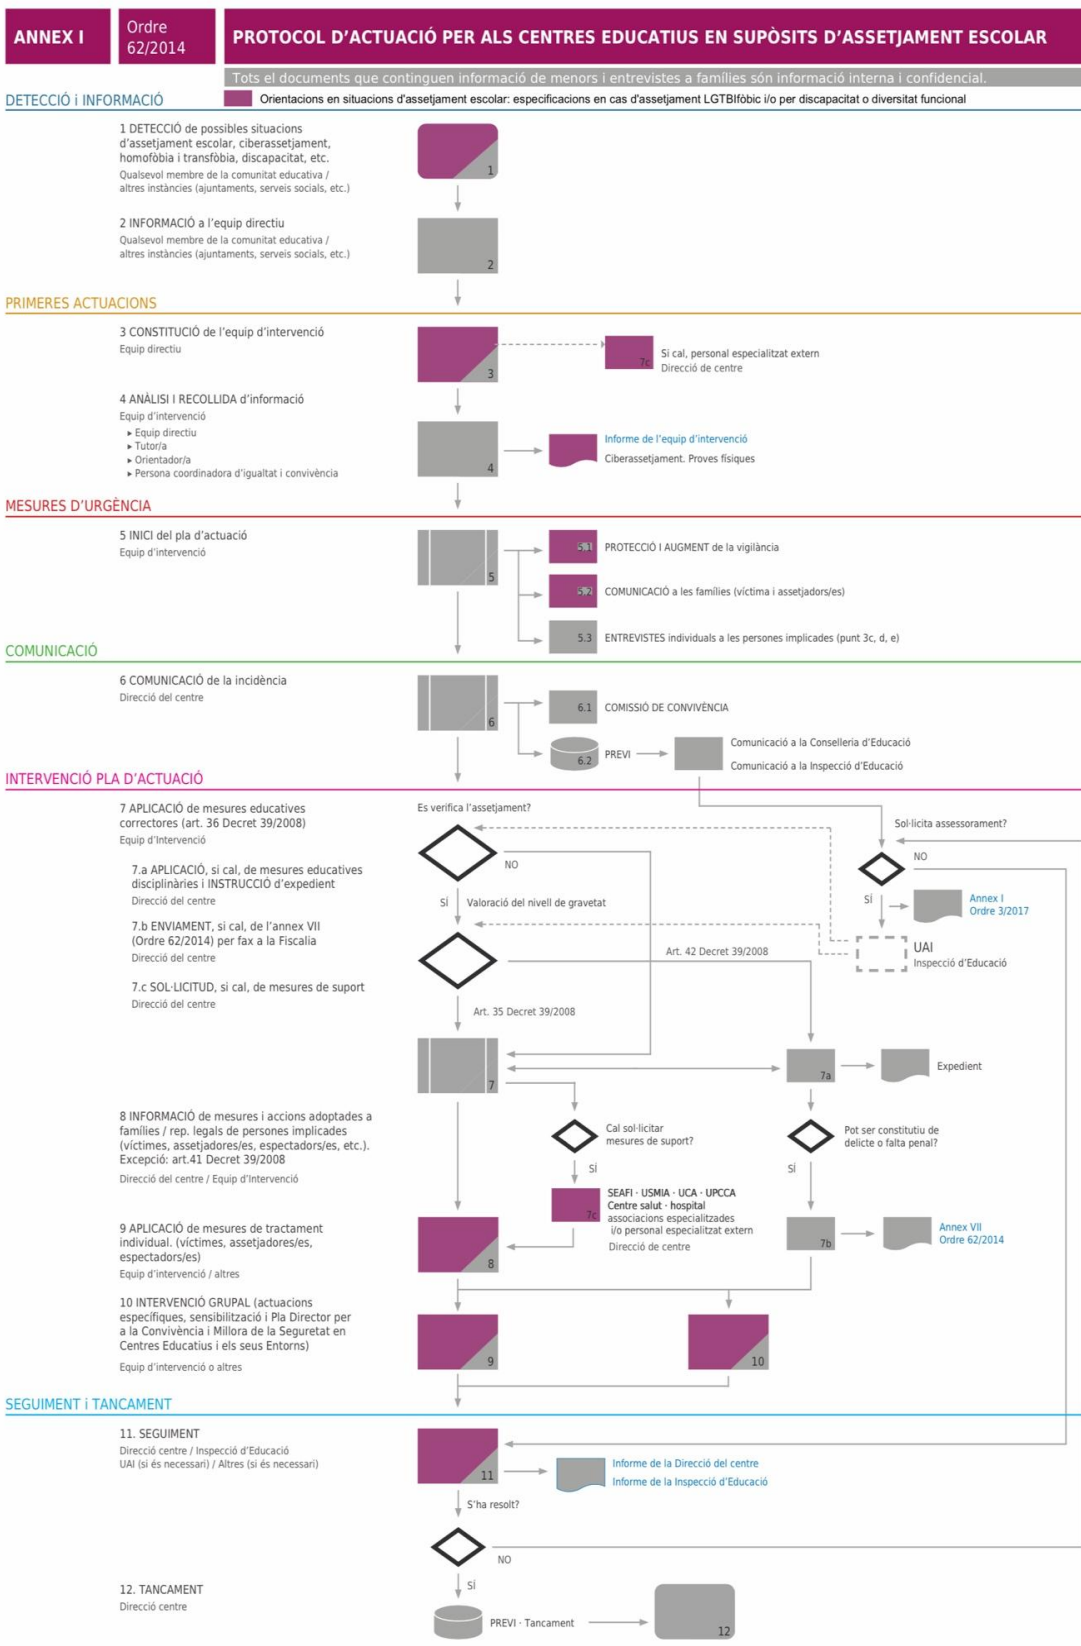 ANNEX I
Ordre
62/2014
PROTOCOL D'ACTUACIÓ PER ALS CENTRES EDUCATIUS EN SUPÒSITS D'ASSETJAMENT ESCOLAR
Tots el documents que continguen informació de menors i entrevistes a famílies són informació interna i confidencial.
DETECCIÓ i INFORMACIÓ
Orientacions en situacions d'assetjament escolar: especificacions en cas d'assetjament LGTBIfòbic i/o per discapacitat o diversitat funcional
1 DETECCIÓ de possibles situacions
d'assetjament escolar, ciberassetjament,
homofòbia i transfòbia, discapacitat, etc.
Qualsevol membre de la comunitat educativa /
altres instàncies (ajuntaments, serveis socials, etc.)
1
2 INFORMACIÓ a l'equip directiu
Qualsevol membre de la comunitat educativa /
altres instàncies (ajuntaments, serveis socials, etc.)
2
PRIMERES ACTUACIONS
3 CONSTITUCIÓ de l'equip d'intervenció
Equip directiu
3
7c
Si cal, personal especialitzat extern
Direcció de centre
4 ANÀLISI I RECOLLIDA d'informació
Equip d'intervenció
▸ Equip directiu
▸ Tutor/a
▸ Orientador/a
▸ Persona coordinadora d'igualtat i convivència
4
Informe de l'equip d'intervenció
Ciberassetjament. Proves físiques
MESURES D'URGÈNCIA
5 INICI del pla d'actuació
Equip d'intervenció
5
5.1
PROTECCIÓ I AUGMENT de la vigilància
5.2
COMUNICACIÓ a les famílies (víctima i assetjadors/es)
5.3
ENTREVISTES individuals a les persones implicades (punt 3c, d, e)
COMUNICACIÓ
6 COMUNICACIÓ de la incidència
Direcció del centre
6
6.1
COMISSIÓ DE CONVIVÈNCIA
6.2
PREVI
Comunicació a la Conselleria d'Educació
Comunicació a la Inspecció d'Educació
INTERVENCIÓ PLA D'ACTUACIÓ
7 APLICACIÓ de mesures educatives
correctores (art. 36 Decret 39/2008)
Equip d'Intervenció
7.a APLICACIÓ, si cal, de mesures educatives
disciplinàries i INSTRUCCIÓ d'expedient
Direcció del centre
7.b ENVIAMENT, si cal, de l'annex VII
(Ordre 62/2014) per fax a la Fiscalia
Direcció del centre
7.c SOL·LICITUD, si cal, de mesures de suport
Direcció del centre
Es verifica l'assetjament?
NO
SÍ
Valoració del nivell de gravetat
Art. 42 Decret 39/2008
Art. 35 Decret 39/2008
Sol·licita assessorament?
NO
SÍ
Annex I
Ordre 3/2017
UAI
Inspecció d'Educació
7
7a
Expedient
8 INFORMACIÓ de mesures i accions adoptades a
famílies / rep. legals de persones implicades
(víctimes, assetjadores/es, espectadors/es, etc.).
Excepció: art.41 Decret 39/2008
Direcció del centre / Equip d'Intervenció
Cal sol·licitar
mesures de suport?
SÍ
Pot ser constitutiu de
delicte o falta penal?
SÍ
7c
SEAFI · USMIA · UCA · UPCCA
Centre salut · hospital
associacions especialitzades
i/o personal especialitzat extern
Direcció de centre
7b
Annex VII
Ordre 62/2014
8
9 APLICACIÓ de mesures de tractament
individual. (víctimes, assetjadores/es,
espectadors/es)
Equip d'intervenció / altres
10 INTERVENCIÓ GRUPAL (actuacions
específiques, sensibilització i Pla Director per
a la Convivència i Millora de la Seguretat en
Centres Educatius i els seus Entorns)
Equip d'intervenció o altres
9
10
SEGUIMENT i TANCAMENT
11. SEGUIMENT
Direcció centre / Inspecció d'Educació
UAI (si és necessari) / Altres (si és necessari)
11
Informe de la Direcció del centre
Informe de la Inspecció d'Educació
S'ha resolt?
NO
SÍ
12. TANCAMENT
Direcció centre
PREVI · Tancament
12